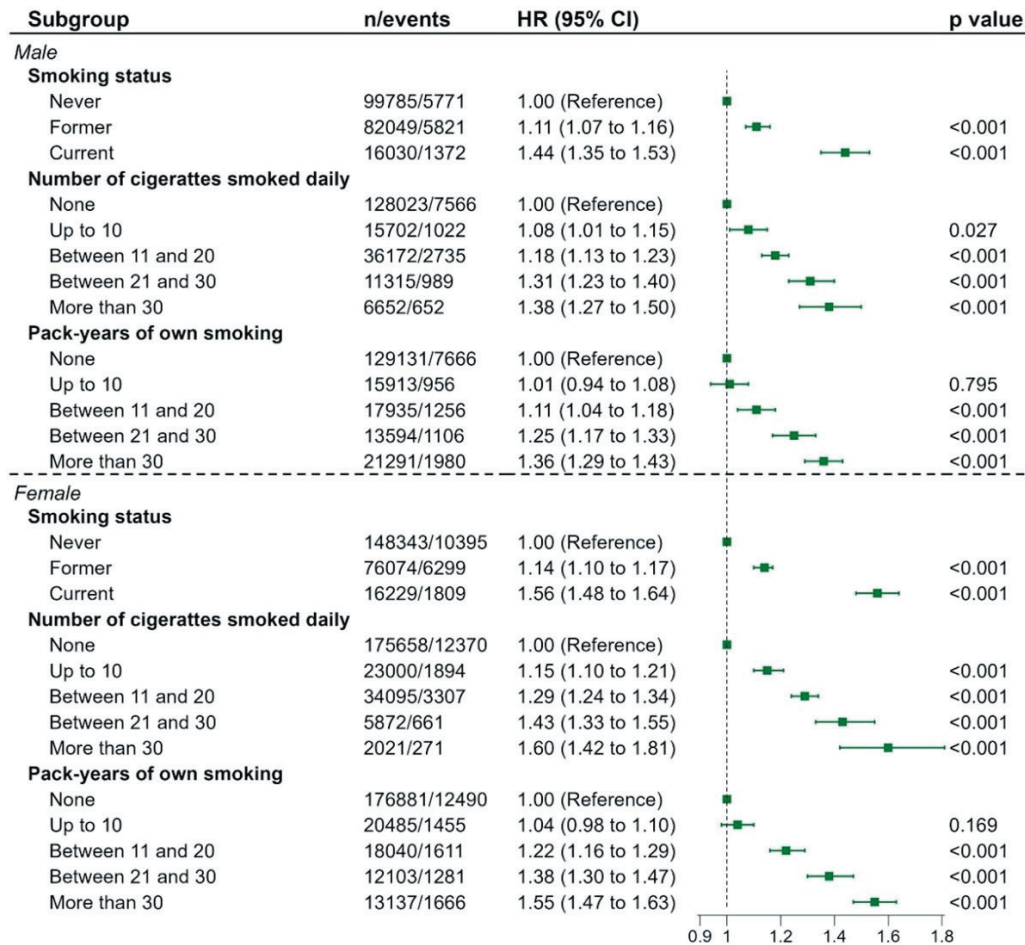 Subgroup n/events HR (95% CI) p value
Male
Smoking status
Never 99785/5771 1.00 (Reference)
Former 82049/5821 1.11 (1.07 to 1.16) <0.001
Current 16030/1372 1.44 (1.35 to 1.53) <0.001
Number of cigerattes smoked daily
None 128023/7566 1.00 (Reference)
Up to 10 15702/1022 1.08 (1.01 to 1.15) 0.027
Between 11 and 20 36172/2735 1.18 (1.13 to 1.23) <0.001
Between 21 and 30 11315/989 1.31 (1.23 to 1.40) <0.001
More than 30 6652/652 1.38 (1.27 to 1.50) <0.001
Pack-years of own smoking
None 129131/7666 1.00 (Reference)
Up to 10 15913/956 1.01 (0.94 to 1.08) 0.795
Between 11 and 20 17935/1256 1.11 (1.04 to 1.18) <0.001
Between 21 and 30 13594/1106 1.25 (1.17 to 1.33) <0.001
More than 30 21291/1980 1.36 (1.29 to 1.43) <0.001
Female
Smoking status
Never 148343/10395 1.00 (Reference)
Former 76074/6299 1.14 (1.10 to 1.17) <0.001
Current 16229/1809 1.56 (1.48 to 1.64) <0.001
Number of cigerattes smoked daily
None 175658/12370 1.00 (Reference)
Up to 10 23000/1894 1.15 (1.10 to 1.21) <0.001
Between 11 and 20 34095/3307 1.29 (1.24 to 1.34) <0.001
Between 21 and 30 5872/661 1.43 (1.33 to 1.55) <0.001
More than 30 2021/271 1.60 (1.42 to 1.81) <0.001
Pack-years of own smoking
None 176881/12490 1.00 (Reference)
Up to 10 20485/1455 1.04 (0.98 to 1.10) 0.169
Between 11 and 20 18040/1611 1.22 (1.16 to 1.29) <0.001
Between 21 and 30 12103/1281 1.38 (1.30 to 1.47) <0.001
More than 30 13137/1666 1.55 (1.47 to 1.63) <0.001
0.9 1 1.2 1.4 1.6 1.8